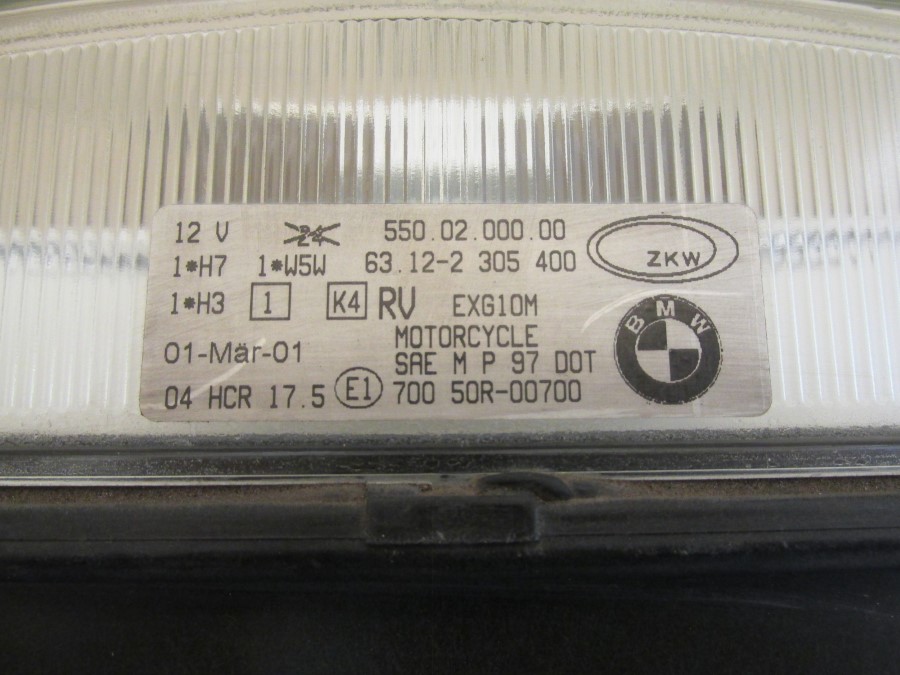 12 V 24 550.02.000.00
1*H7 1*W5W 63.12-2 305 400
ZKW
1*H3 1 K4 RV EXG10M
BMW
MOTORCYCLE
01-Mär-01
SAE M P 97 DOT
04 HCR 17.5 E1 700 50R-00700